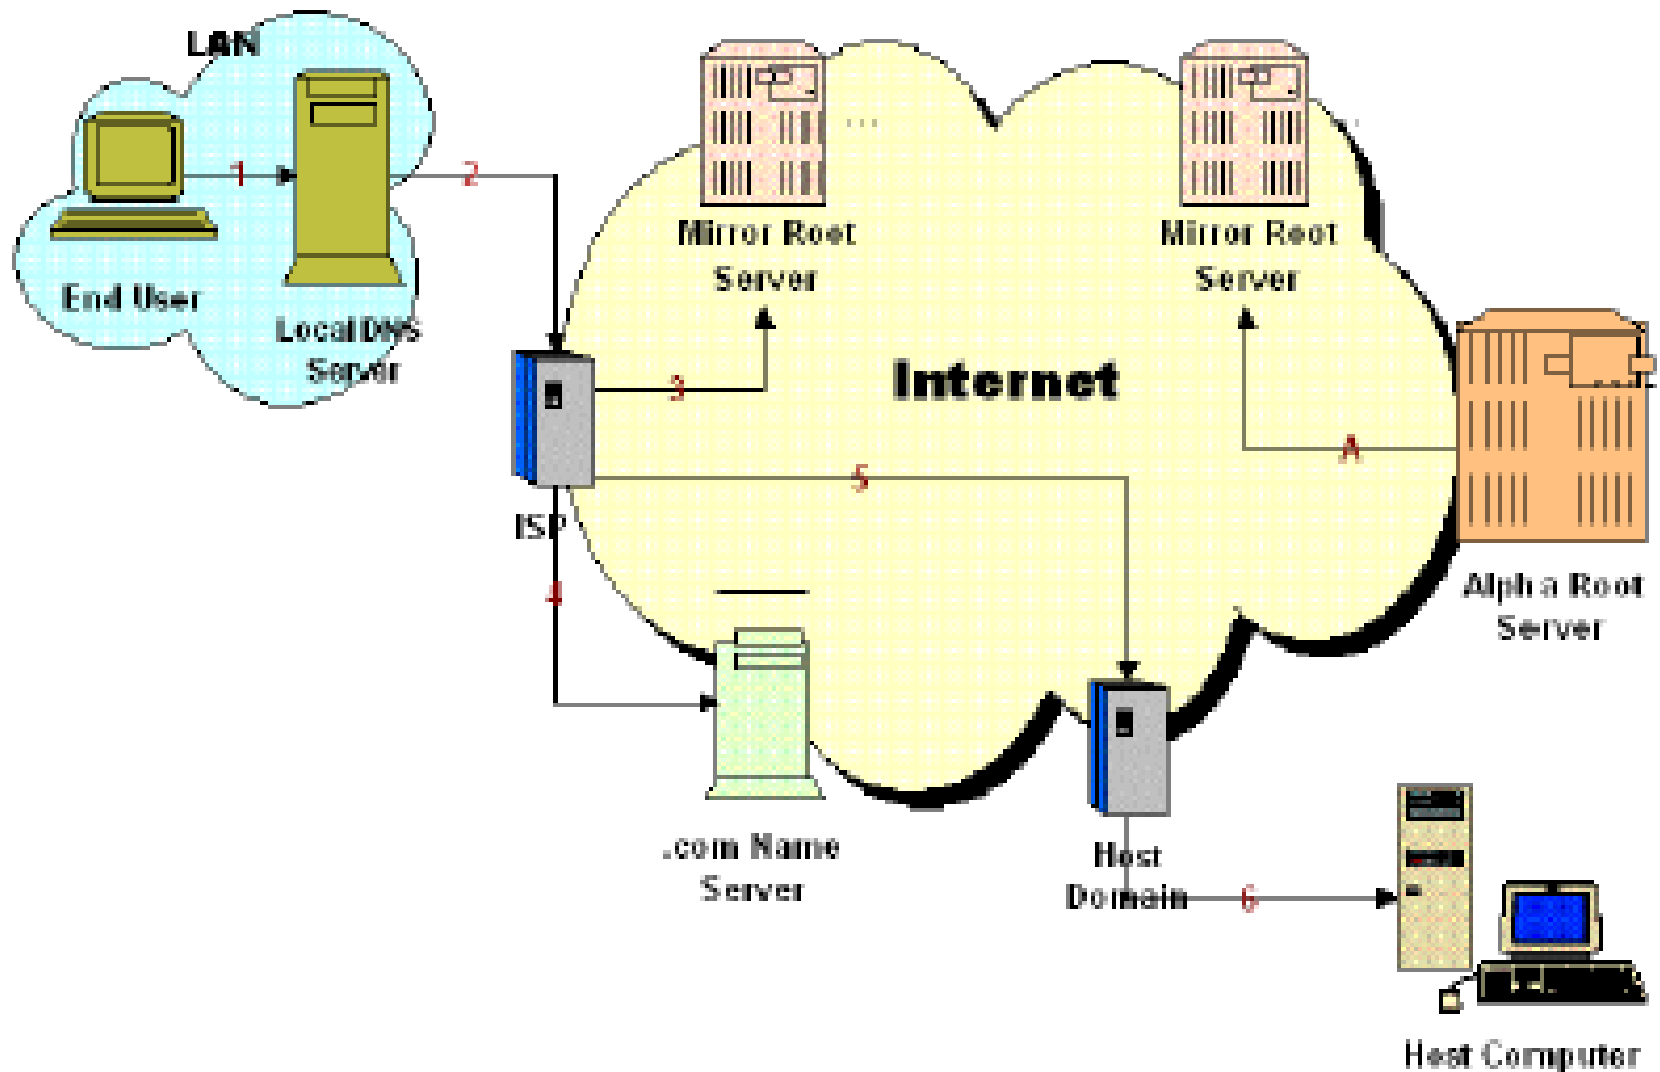 LAN
End User
1
Local DNS
Server
2
Mirror Root
Server
Mirror Root
Server
Internet
3
A
5
ISP
4
Alpha Root
Server
.com Name
Server
Host
Domain
6
Host Computer